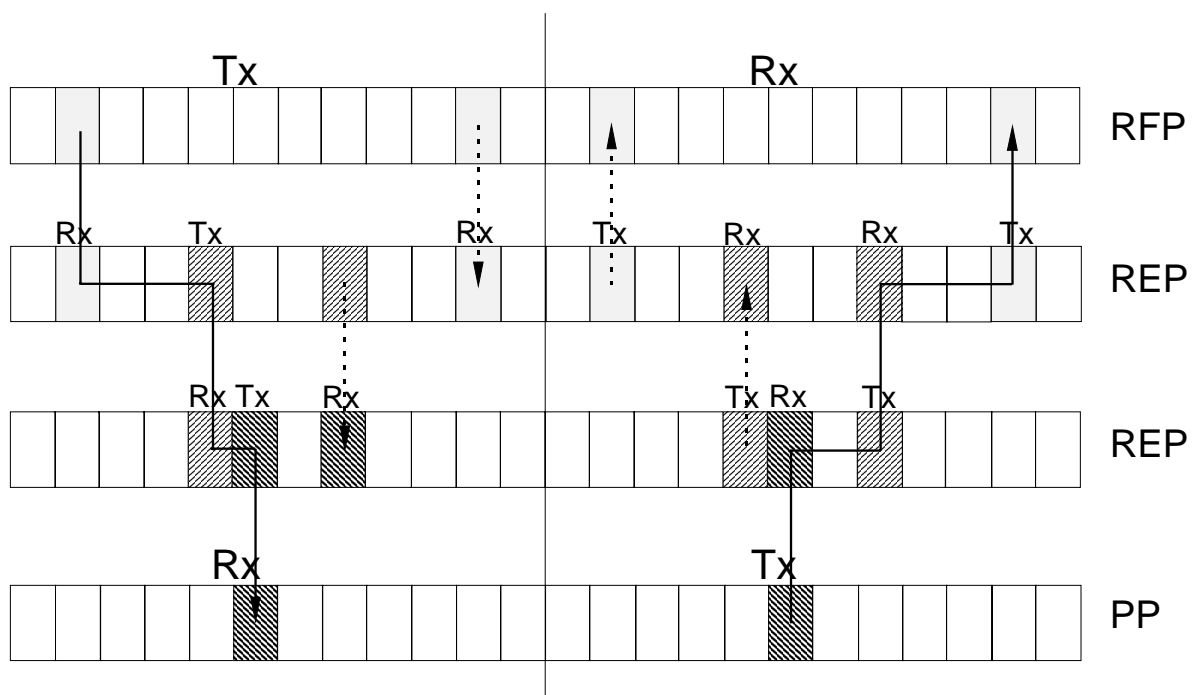 Tx Rx
RFP
Rx Tx Rx Tx Rx Rx Tx
REP
Rx Tx Rx Tx Rx Tx
REP
Rx Tx
PP